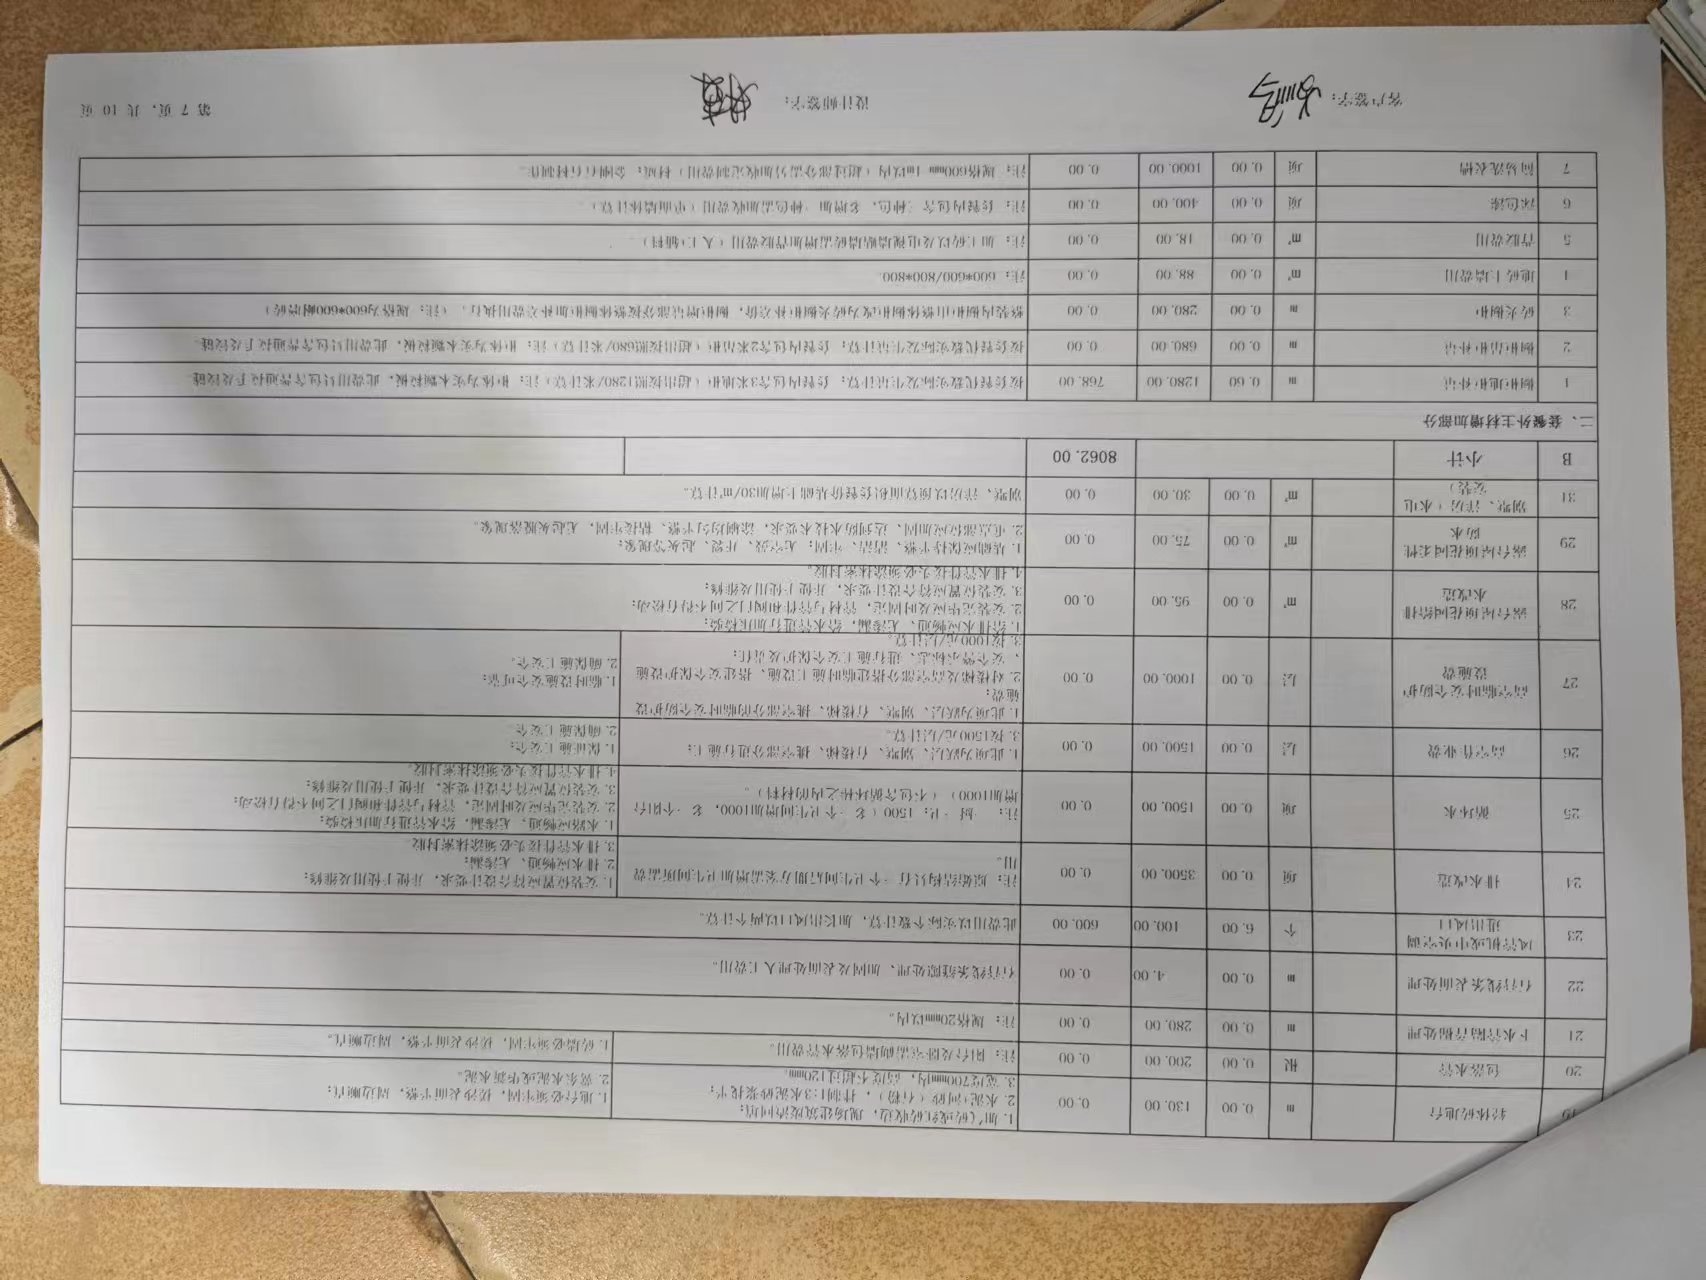 19 轻体砖地台 m 0.00 130.00 0.00 1. 加气砖或红砖收边，现场建筑废渣回填； 1. 地台必须牢固，搓沙表面平整，周边顺直；
2. 水泥+河砂（石粉），拌制1:3水泥砂浆找平； 2. 冀东水泥或华新水泥。
3. 宽度700mm内，高度不超过120mm。
20 包落水管 根 0.00 200.00 0.00 注：阳台及卧室需砌墙包落水管费用。 1. 砖墙必须牢固，搓沙表面平整，周边顺直。
21 下水管隔音棉处理 m 0.00 280.00 0.00 注：规格20mm以内。
22 石膏线条表面处理 m 0.00 4.00 0.00 石膏线条缝隙处理、加固及表面处理人工费用。
23 风管机或中央空调 个 6.00 100.00 600.00 此费用以实际个数计算，加长出风口以两个计算。
进出风口
24 排水改造 项 0.00 3500.00 0.00 注：原始结构只有一个卫生间后期方案需增加卫生间所需费 1. 安装位置应符合设计要求，并便于使用及维修；
用。 2. 排水应畅通、无渗漏；
3. 排水管件接头必须涂抹密封胶。
25 循环水 项 0.00 1500.00 0.00 注：一厨一卫：1500（多一个卫生间增加1000，多一个阳台 1. 水路应畅通、无渗漏，给水管进行加压检验；
增加1000）（不包含循环棒之内的材料）。 2. 安装完毕应及时固定，管材与管件和阀门之间不得有松动；
3. 安装位置应符合设计要求，并便于使用及维修；
4. 排水管件接头必须涂抹密封胶。
26 高空作业费 层 0.00 1500.00 0.00 1. 此项为跃层、别墅、有楼梯、挑空部分进行施工； 1. 保证施工安全；
3. 按1500元/层计算。 2. 确保施工安全。
27 高空临时安全防护 层 0.00 1000.00 0.00 1. 此项为跃层、别墅、有楼梯、挑空部分的临时安全防护设 1. 临时设施安全可靠；
设施费 施费； 2. 确保施工安全。
2. 对楼梯及高空部分搭建临时施工设施、搭建安全保护设施
、安全警示标志、进行施工安全保护及责任；
3. 按1000元/层计算。
28 露台屋顶花园给排 m² 0.00 95.00 0.00 1. 给排水应畅通、无渗漏，给水管进行加压检验；
水改造 2. 安装完毕应及时固定，管材与管件和阀门之间不得有松动；
3. 安装位置应符合设计要求，并便于使用及维修；
4. 排水管件接头必须涂抹密封胶。
29 露台屋顶花园柔性 m² 0.00 75.00 0.00 1. 基础应保持平整、清洁、牢固；无空鼓、开裂、起灰等现象；
防水 2. 重点部位应加固、达到防水技术要求，涂刷均匀平整、粘接牢固，无起灰脱落现象。
31 别墅、洋房（水电 m² 0.00 30.00 0.00 别墅、洋房以预算面积套餐价基础上增加30/m²计算。
安装）
B 小计 8062.00
二、套餐外主材增加部分
1 橱柜地柜补量 m 0.60 1280.00 768.00 按套餐代数实际发生量计算；套餐内包含3米地柜（超出按照1280/米计算）注：柜体为实木颗粒板，此费用只包含普通拉手及铰链
2 橱柜吊柜补量 m 0.00 680.00 0.00 按套餐代数实际发生量计算；套餐内包含2米吊柜（超出按照680/米计算）注：柜体为实木颗粒板，此费用只包含普通拉手及铰链
3 砖夹橱柜 m 0.00 280.00 0.00 整装内橱柜由整体橱柜改为砖夹橱柜补差价，橱柜增量部分按整体橱柜加补差费用执行。（注：规格为600*600耐磨砖）
4 地砖上墙费用 m² 0.00 88.00 0.00 注：600*600/800*800
5 背胶费用 m² 0.00 18.00 0.00 注：加工砖以及电视墙贴墙砖需增加背胶费用（人工+辅料）
6 深色漆 项 0.00 400.00 0.00 注：套餐内包含三种色，多增加一种色需加收费用（单面墙体计算）
7 简易洗衣槽 项 0.00 1000.00 0.00 注：规格600mm-1m以内（超过部分需另加收定制费用）材质：金刚石石材制作。
客户签字： 设计师签字： 第 7 页，共 10 页